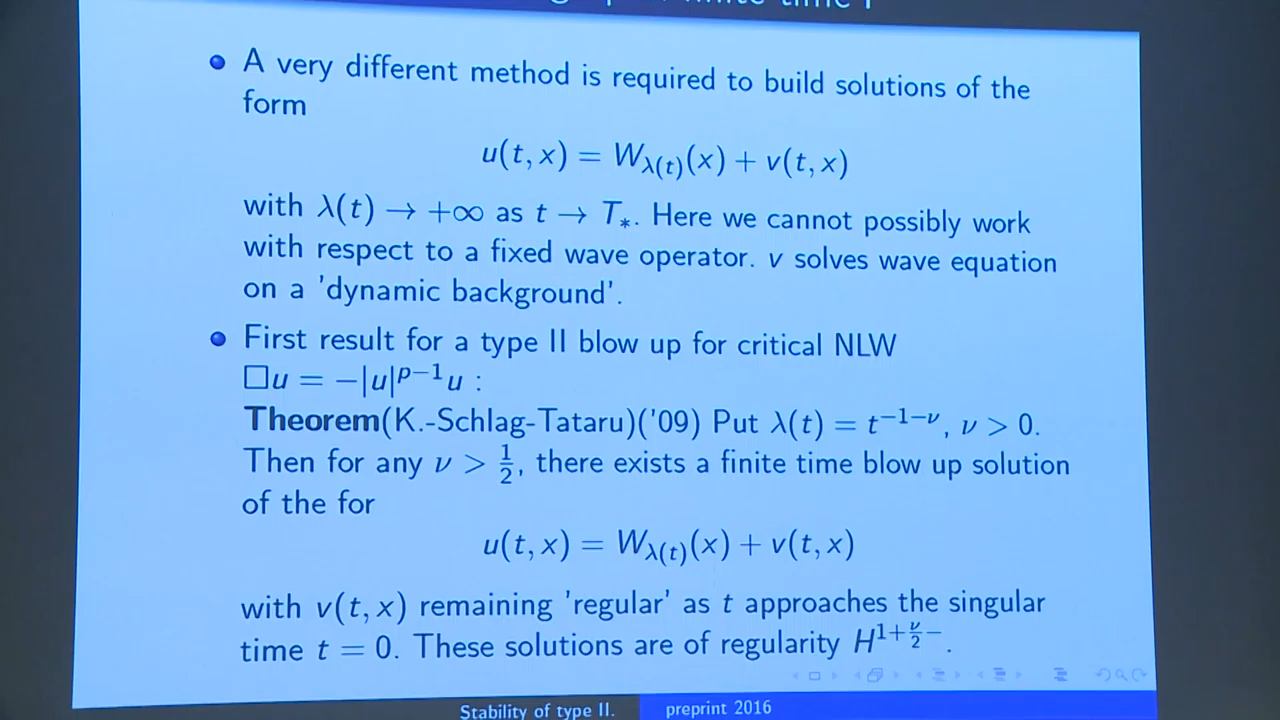 A very different method is required to build solutions of the
form
u(t, x) = W_{λ(t)}(x) + v(t, x)
with λ(t) → +∞ as t → T_*. Here we cannot possibly work
with respect to a fixed wave operator. v solves wave equation
on a 'dynamic background'.
First result for a type II blow up for critical NLW
□u = −|u|^{p−1}u :
Theorem(K.-Schlag-Tataru)('09) Put λ(t) = t^{−1−ν}, ν > 0.
Then for any ν > 1/2, there exists a finite time blow up solution
of the for
u(t, x) = W_{λ(t)}(x) + v(t, x)
with v(t, x) remaining 'regular' as t approaches the singular
time t = 0. These solutions are of regularity H^{1+ν/2−}.
Stability of type II. preprint 2016